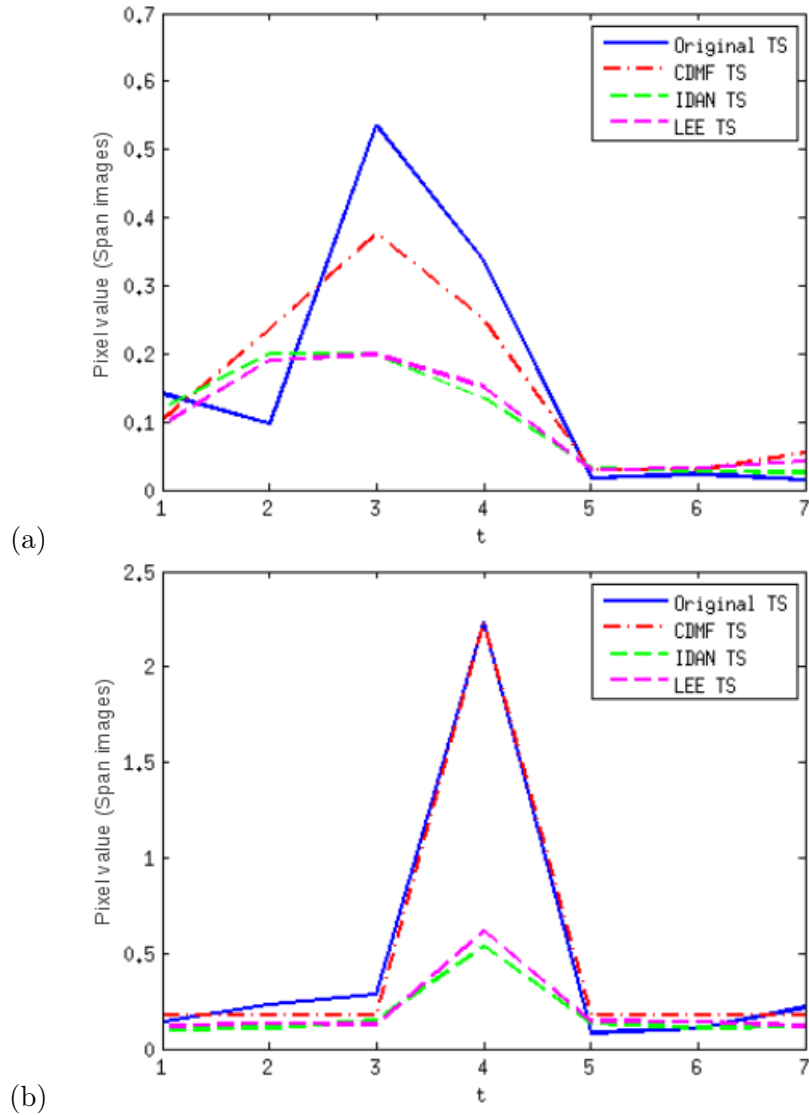 0.7
0.6
0.5
0.4
0.3
0.2
0.1
0
Pixel value (Span images)
Original TS
CDMF TS
IDAN TS
LEE TS
1 2 3 4 5 6 7
t
(a)
2.5
2
1.5
1
0.5
0
Pixel value (Span images)
Original TS
CDMF TS
IDAN TS
LEE TS
1 2 3 4 5 6 7
t
(b)